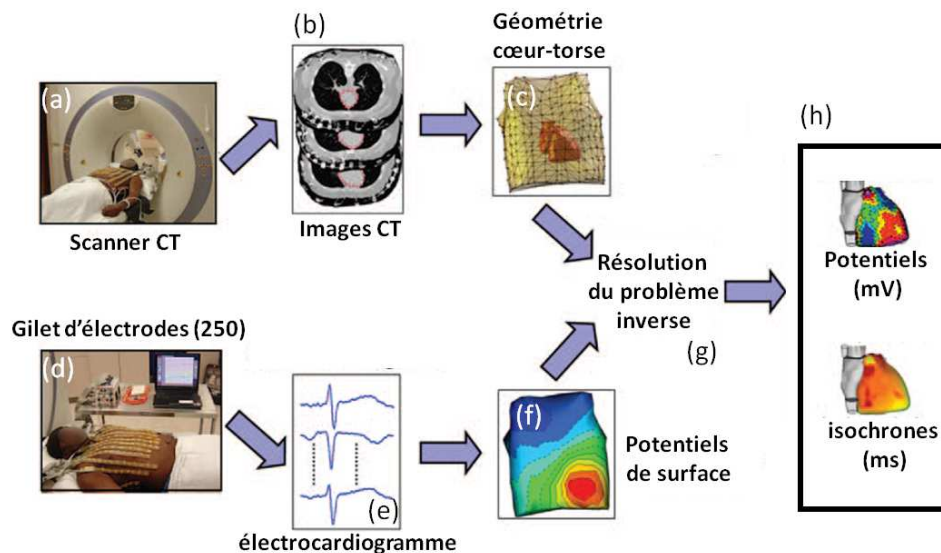 (a)
Scanner CT
(b)
Images CT
Géométrie
cœur-torse
(c)
Gilet d'électrodes (250)
(d)
(e)
électrocardiogramme
(f)
Potentiels
de surface
Résolution
du problème
inverse
(g)
(h)
Potentiels
(mV)
isochrones
(ms)